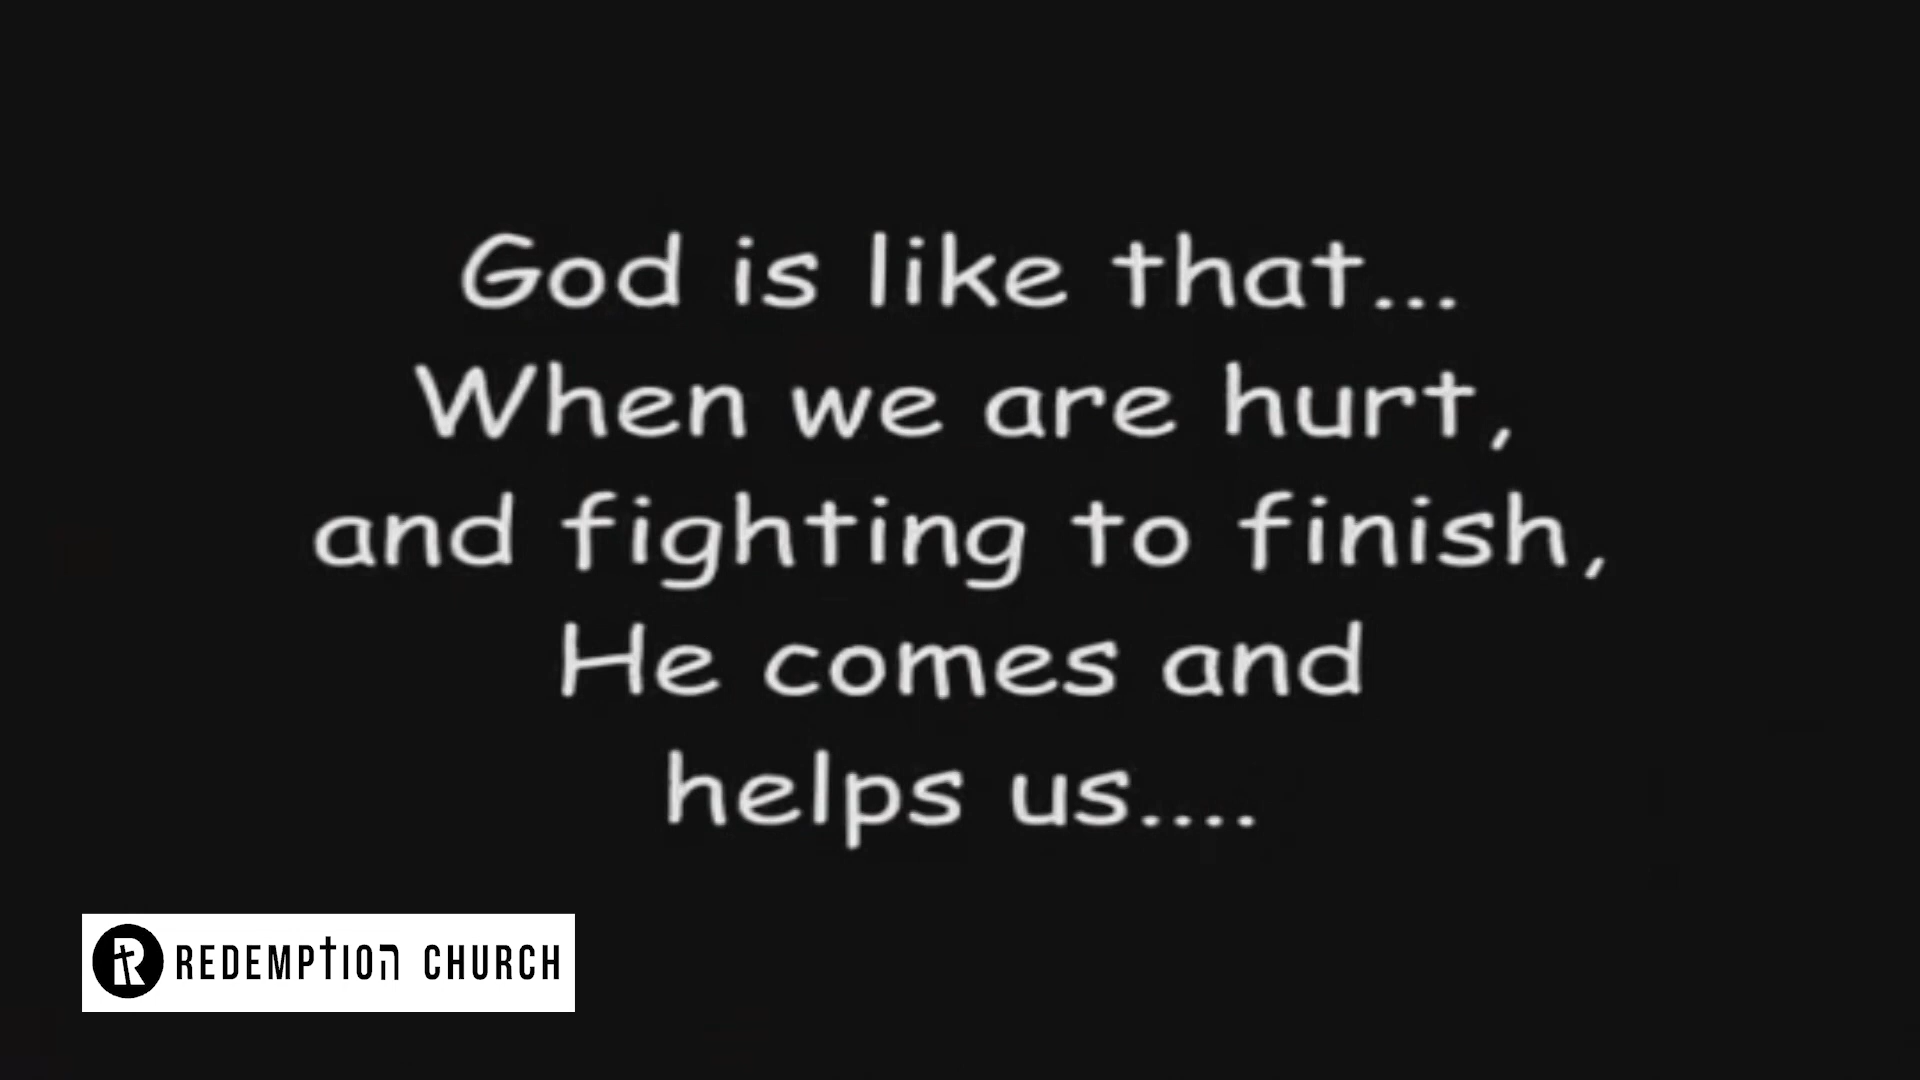 God is like that...
When we are hurt,
and fighting to finish,
He comes and
helps us....
REDEMPTION CHURCH